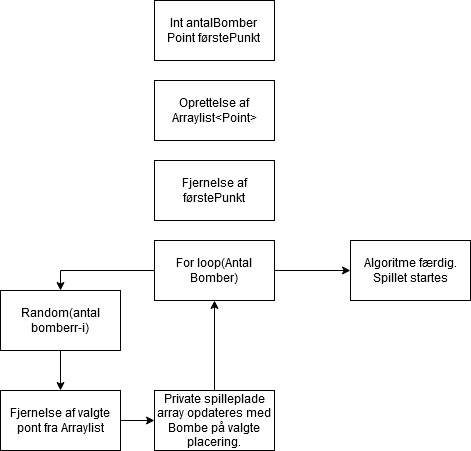 Int antalBomber
Point førstePunkt
Oprettelse af
Arraylist<Point>
Fjernelse af
førstePunkt
For loop(Antal
Bomber)
Algoritme færdig.
Spillet startes
Random(antal
bomberr-i)
Fjernelse af valgte
pont fra Arraylist
Private spilleplade
array opdateres med
Bombe på valgte
placering.